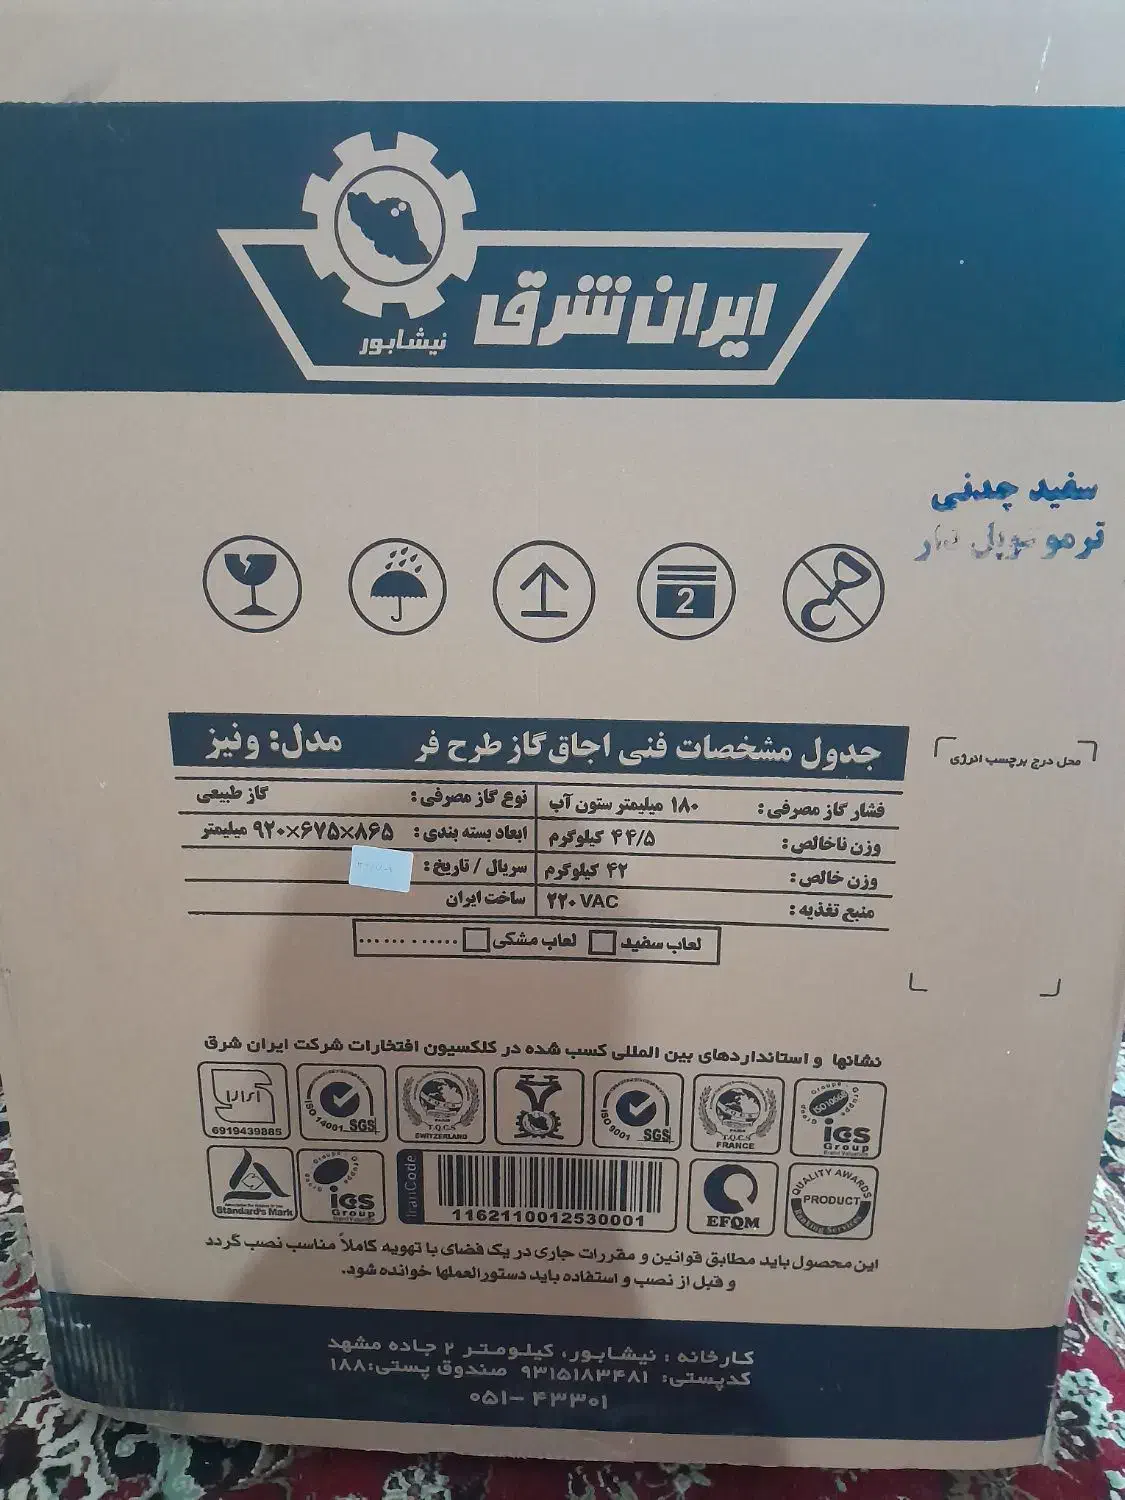 ایران شرق
نیشابور
سفید چدنی
ترموکوپل دار
2
جدول مشخصات فنی اجاق گاز طرح فر مدل: ونیز
فشار گاز مصرفی: ۱۸۰ میلیمتر ستون آب نوع گاز مصرفی: گاز طبیعی
وزن ناخالص: ۴۴/۵ کیلوگرم ابعاد بسته بندی: ۸۶۵×۶۷۵×۹۲۰ میلیمتر
وزن خالص: ۴۲ کیلوگرم سریال / تاریخ:
منبع تغذیه: ۲۲۰ VAC ساخت ایران
لعاب سفید لعاب مشکی ............
محل درج برچسب انرژی
نشانها و استانداردهای بین المللی کسب شده در کلکسیون افتخارات شرکت ایران شرق
6919439885
ISO 14001 SGS
T.Q.C.S SWITZERLAND
ISO 9001 SGS
T.Q.C.S FRANCE
ISO10668 IGS Group
Standard's Mark
IGS Group
IranCode 1162110012530001
EFQM
QUALITY AWARDS PRODUCT
این محصول باید مطابق قوانین و مقررات جاری در یک فضای با تهویه کاملاً مناسب نصب گردد
و قبل از نصب و استفاده باید دستورالعملها خوانده شود.
کارخانه : نیشابور، کیلومتر ۲ جاده مشهد
کدپستی: ۹۳۱۵۱۸۳۴۸۱ صندوق پستی: ۱۸۸
۰۵۱-۴۳۳۰۱